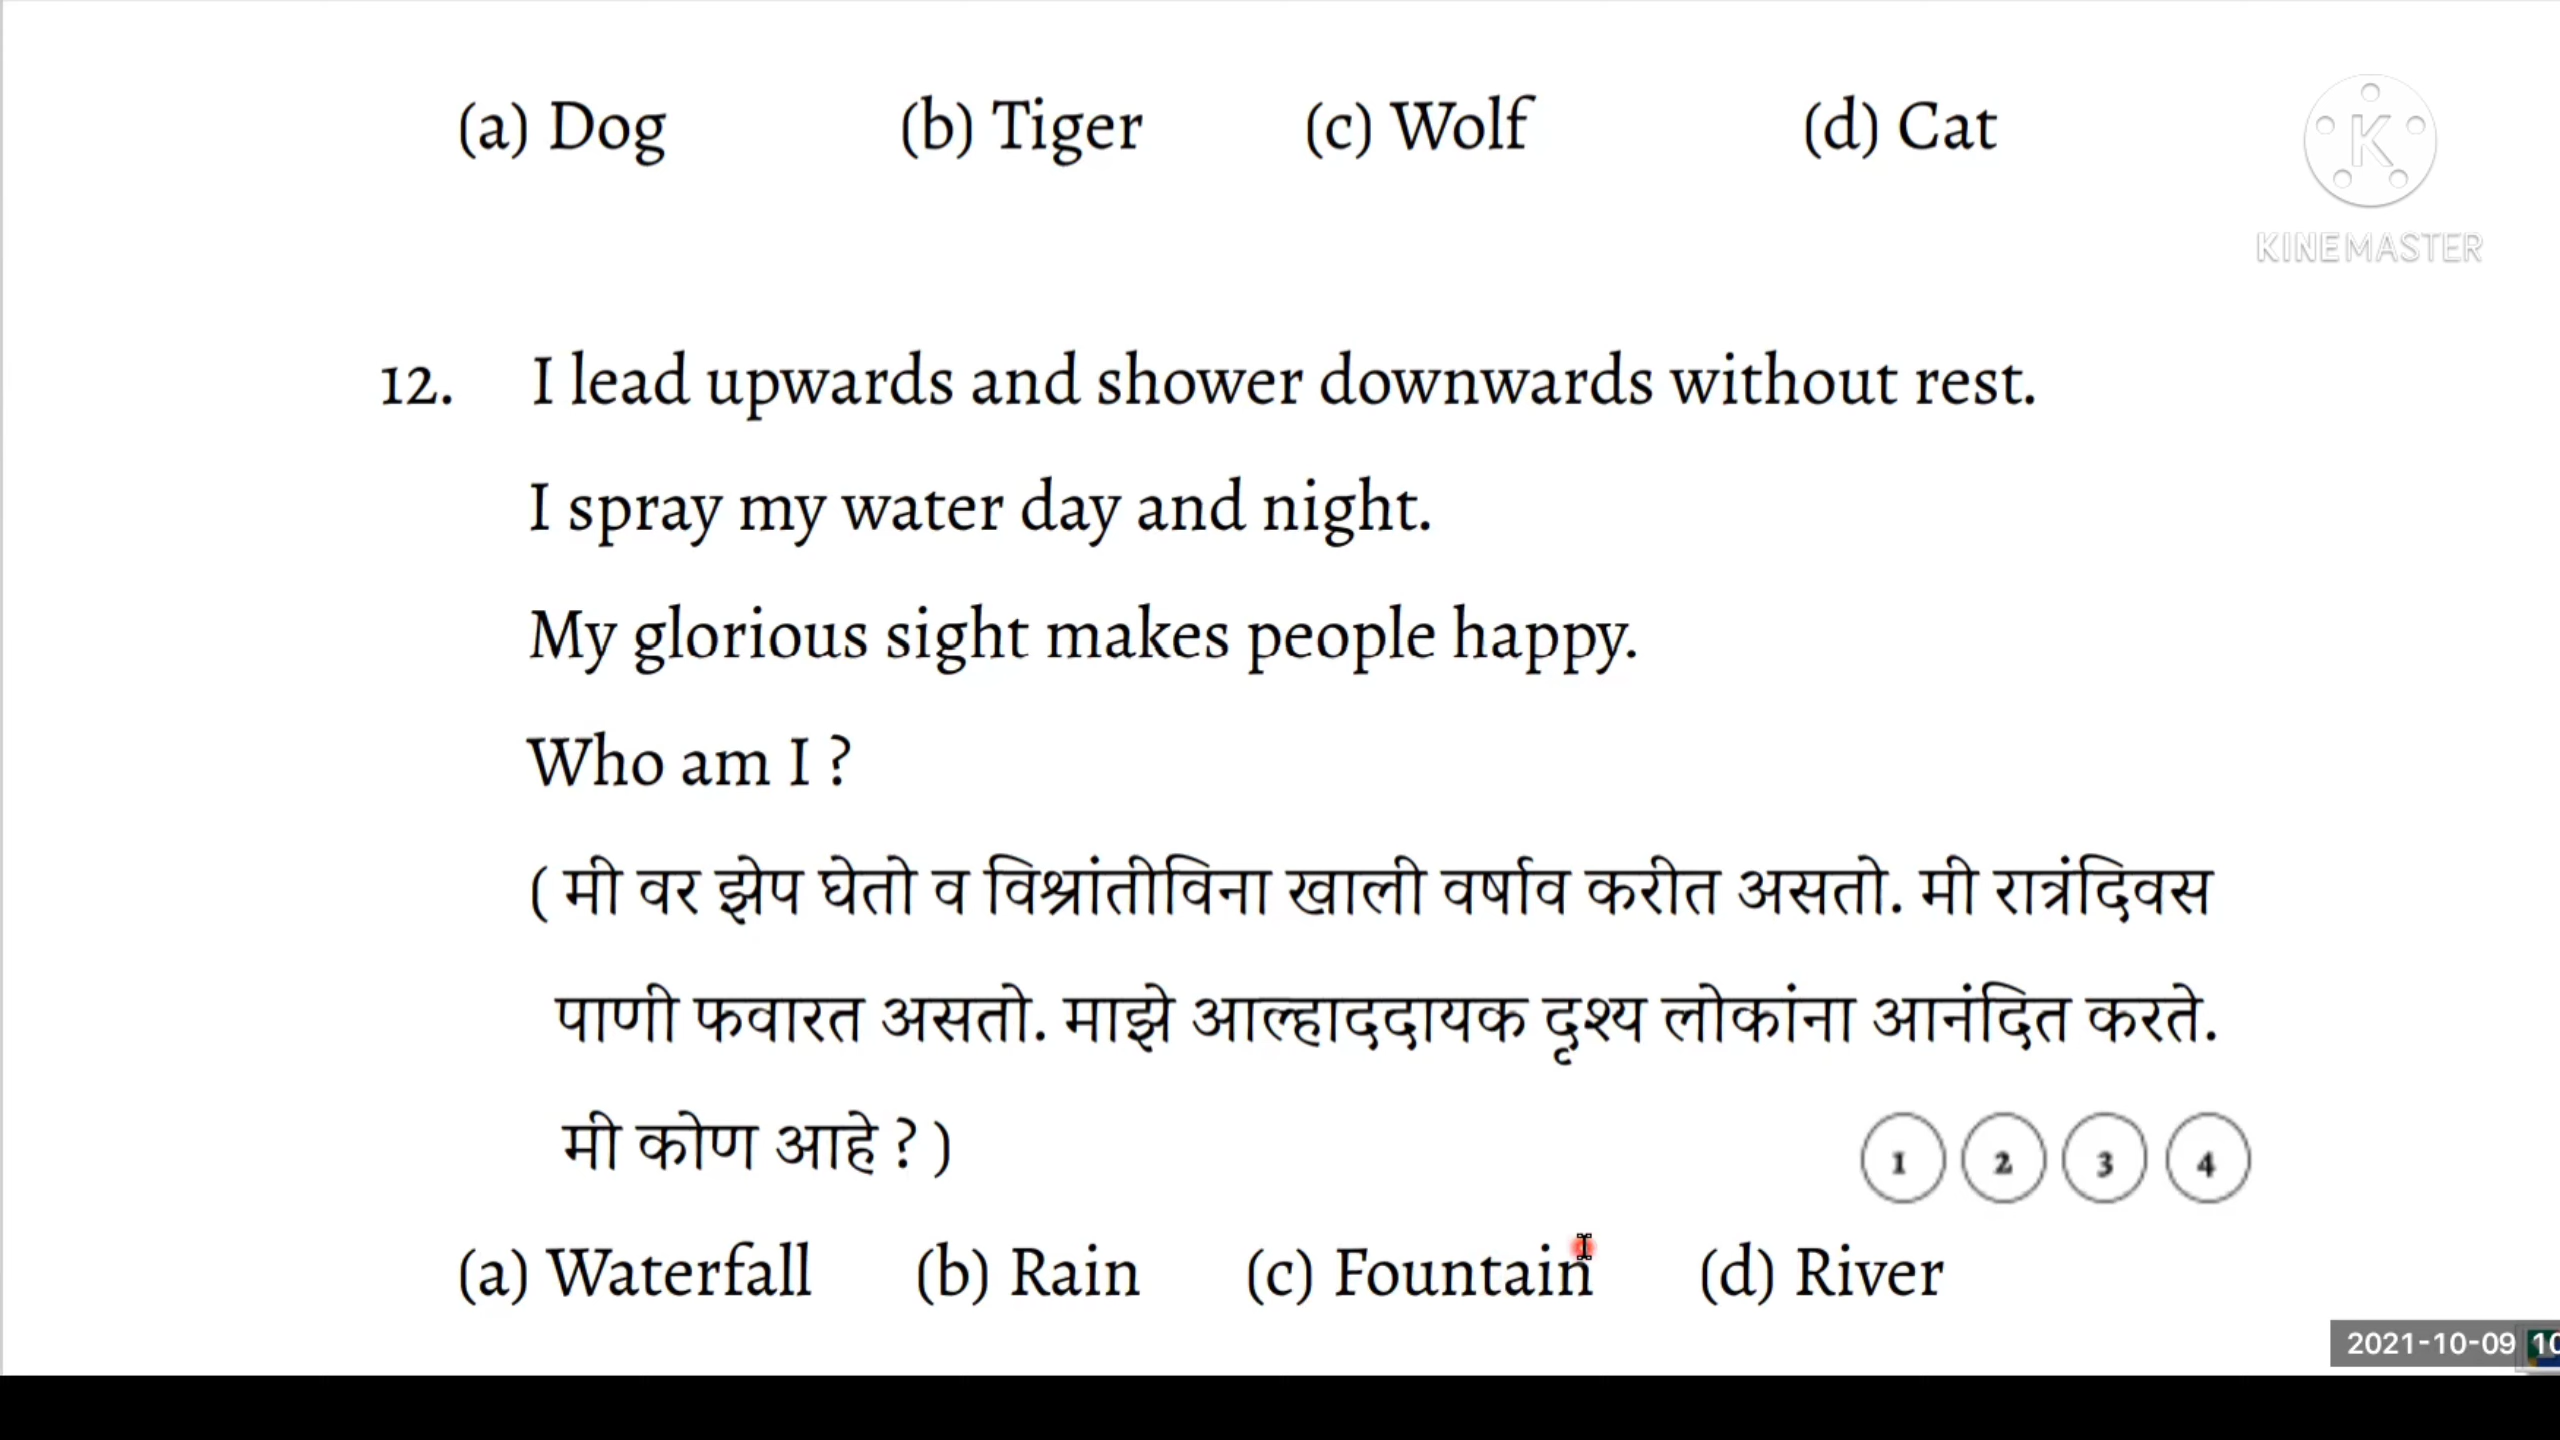 (a) Dog (b) Tiger (c) Wolf (d) Cat
KINEMASTER
12. I lead upwards and shower downwards without rest.
I spray my water day and night.
My glorious sight makes people happy.
Who am I ?
( मी वर झेप घेतो व विश्रांतीविना खाली वर्षाव करीत असतो. मी रात्रंदिवस
पाणी फवारत असतो. माझे आल्हाददायक दृश्य लोकांना आनंदित करते.
मी कोण आहे ? )
1 2 3 4
(a) Waterfall (b) Rain (c) Fountain (d) River
2021-10-09 10